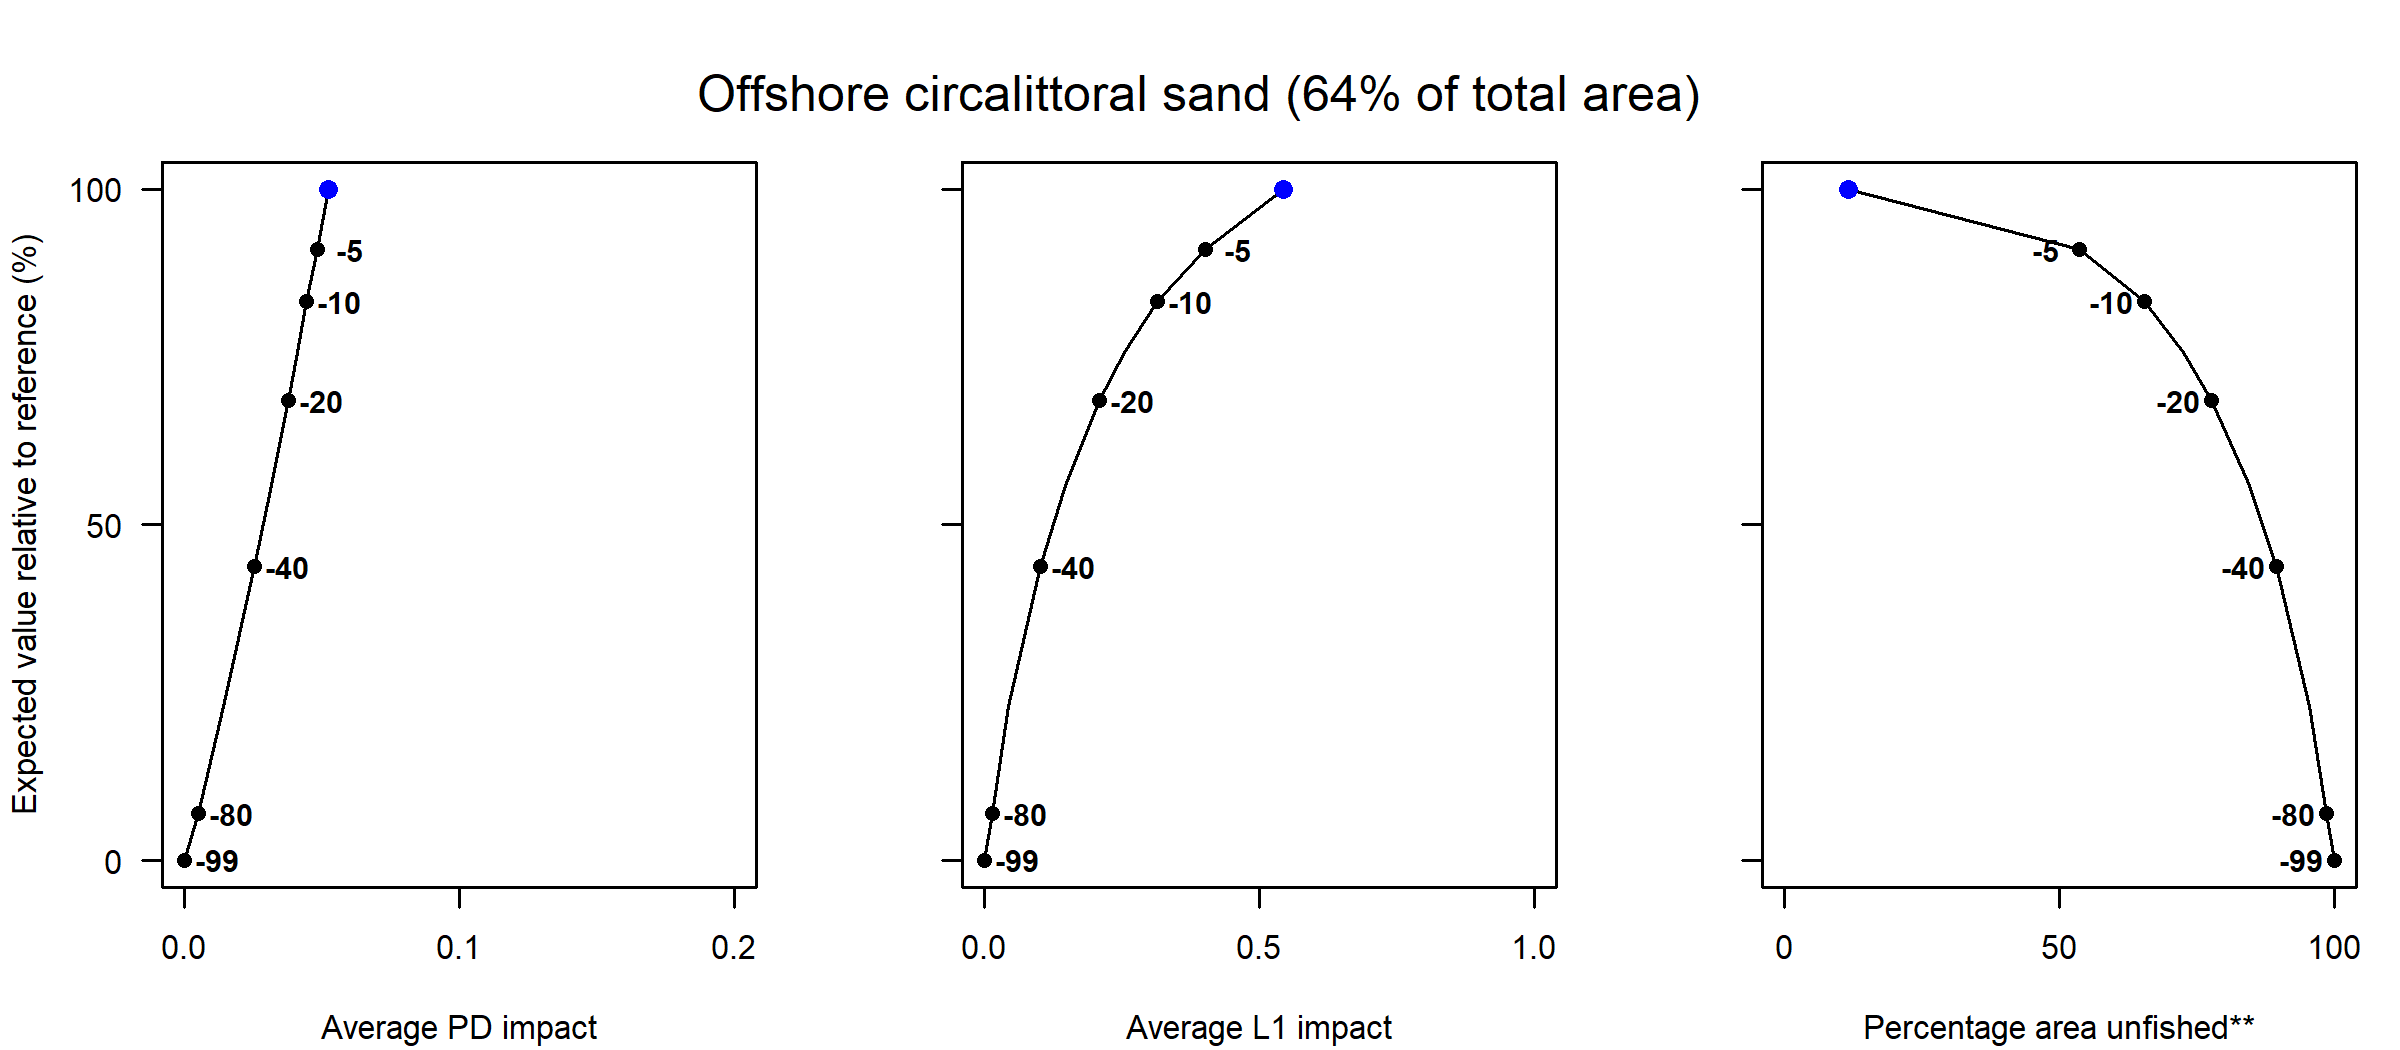 Offshore circalittoral sand (64% of total area)
Expected value relative to reference (%)
100
50
0
-5
-10
-20
-40
-80
-99
0.0 0.1 0.2
Average PD impact
-5
-10
-20
-40
-80
-99
0.0 0.5 1.0
Average L1 impact
-5
-10
-20
-40
-80
-99
0 50 100
Percentage area unfished**